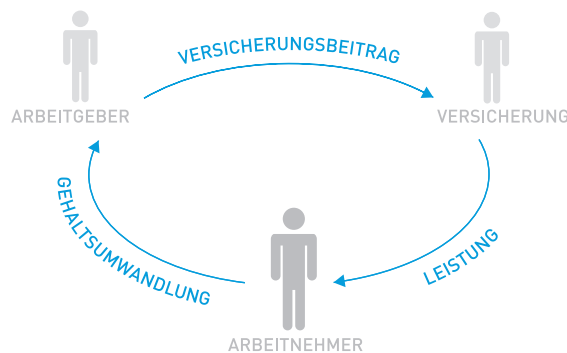 VERSICHERUNGSBEITRAG
ARBEITGEBER
VERSICHERUNG
GEHALTSUMWANDLUNG
LEISTUNG
ARBEITNEHMER